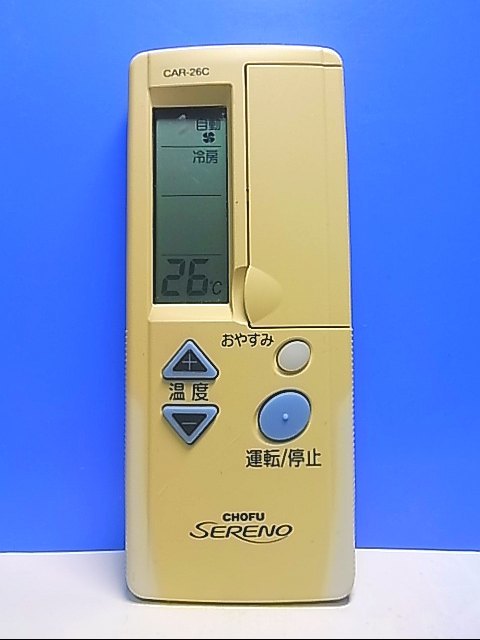 CAR-26C
自動
冷房
26℃
おやすみ
+
温度
−
運転/停止
CHOFU
SERENO